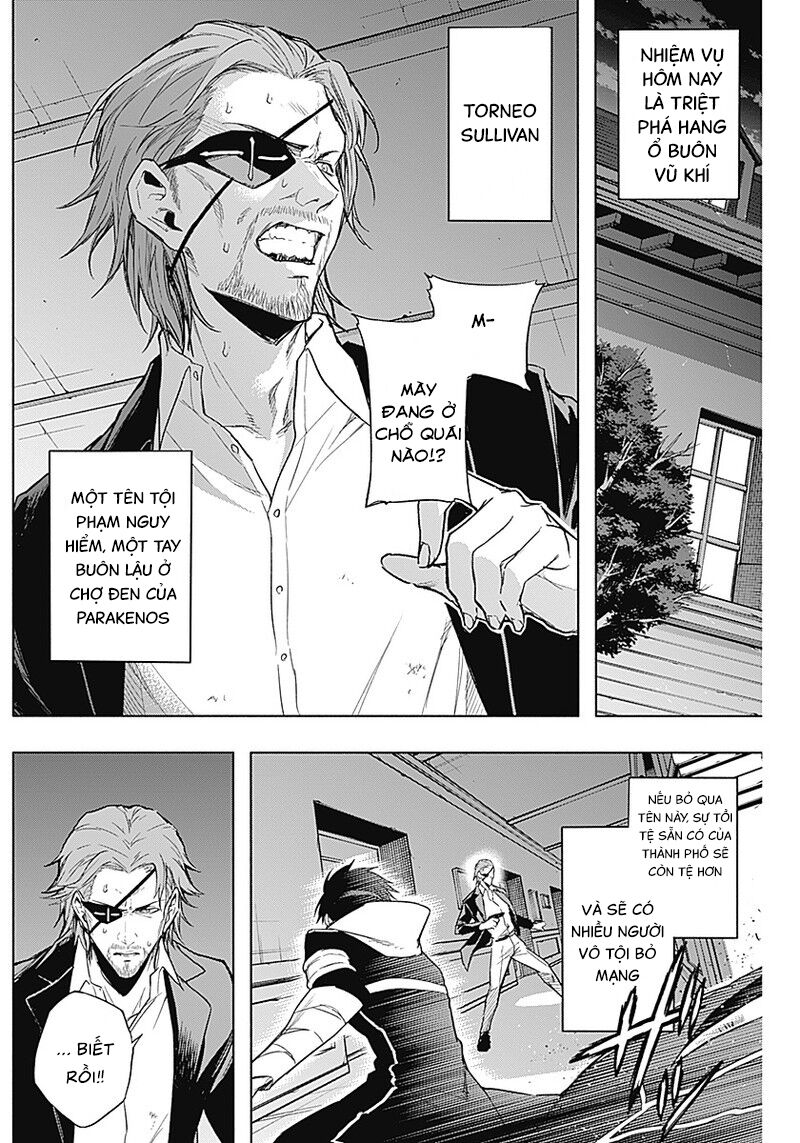 NHIỆM VỤ
HÔM NAY
LÀ TRIỆT
PHÁ HANG
Ổ BUÔN
VŨ KHÍ
TORNEO
SULLIVAN
M-
MÀY
ĐANG Ở
CHỔ QUÁI
NÀO!?
MỘT TÊN TỘI
PHẠM NGUY
HIỂM, MỘT TAY
BUÔN LẬU Ở
CHỢ ĐEN CỦA
PARAKENOS
NẾU BỎ QUA
TÊN NÀY, SỰ TỒI
TỆ SẴN CÓ CỦA
THÀNH PHỐ SẼ
CÒN TỆ HƠN
VÀ SẼ CÓ
NHIỀU NGƯỜI
VÔ TỘI BỎ
MẠNG
... BIẾT
RỒI!!